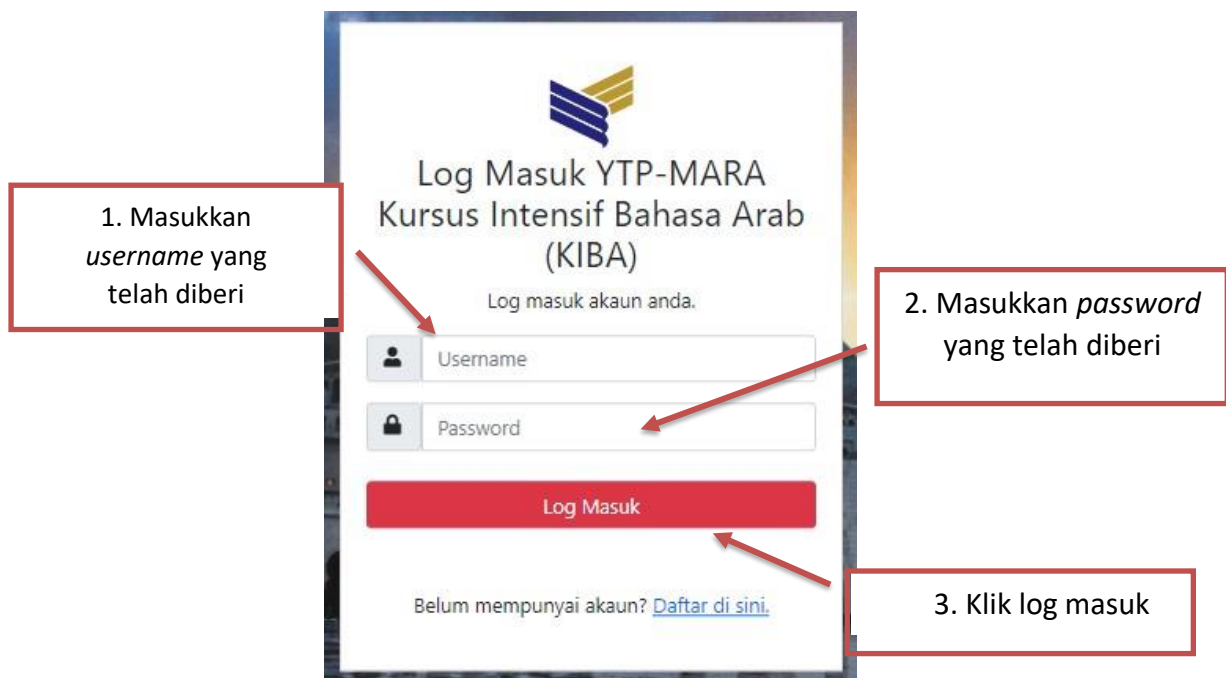 Log Masuk YTP-MARA
Kursus Intensif Bahasa Arab
(KIBA)
Log masuk akaun anda.
1. Masukkan
username yang
telah diberi
2. Masukkan password
yang telah diberi
Username
Password
Log Masuk
3. Klik log masuk
Belum mempunyai akaun? Daftar di sini.